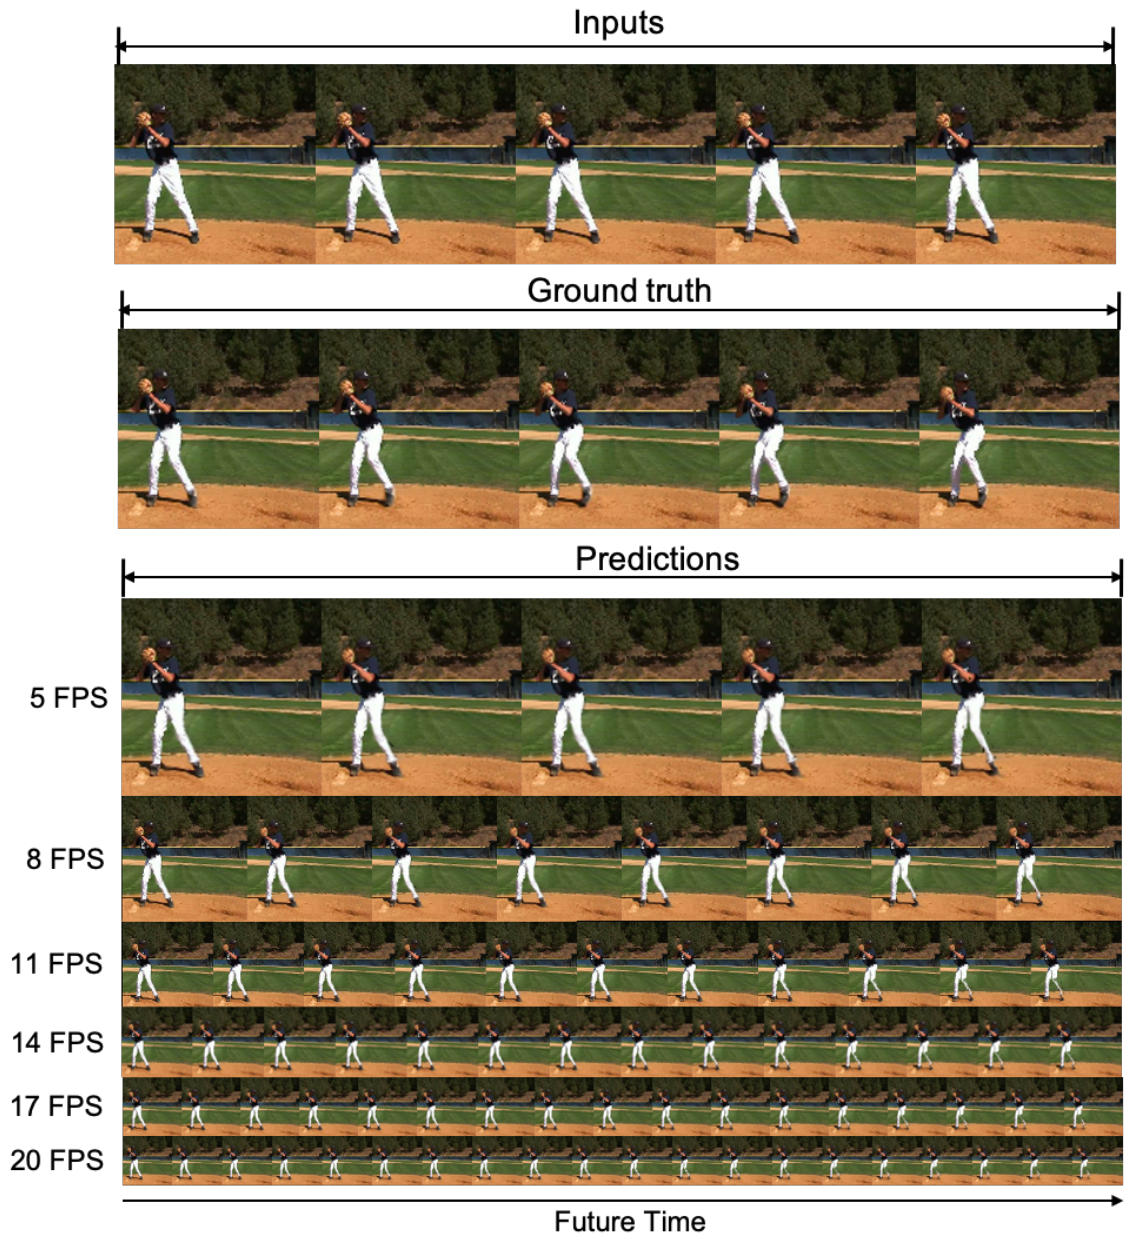 Inputs
Ground truth
Predictions
5 FPS
8 FPS
11 FPS
14 FPS
17 FPS
20 FPS
Future Time